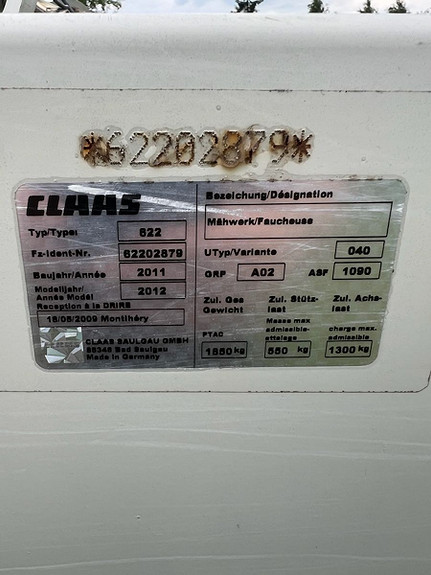 *62202879*
CLAAS
Typ/Type: 622
Fz-Ident-Nr. 62202879
Baujahr/Année 2011
Modelljahr/
Année Modèl 2012
Reception à la DRIRE
18/05/2009 Montlhéry
CLAAS SAULGAU GMBH
88348 Bad Saulgau
Made in Germany
Bezeichung/Désignation
Mähwerk/Faucheuse
UTyp/Variante 040
GRP A02 ASF 1090
Zul. Ges Gewicht
Zul. Stütz-last
Zul. Achs-last
PTAC
Masse max admissible-attelage
charge max. admissible
1850 kg 550 kg 1300 kg